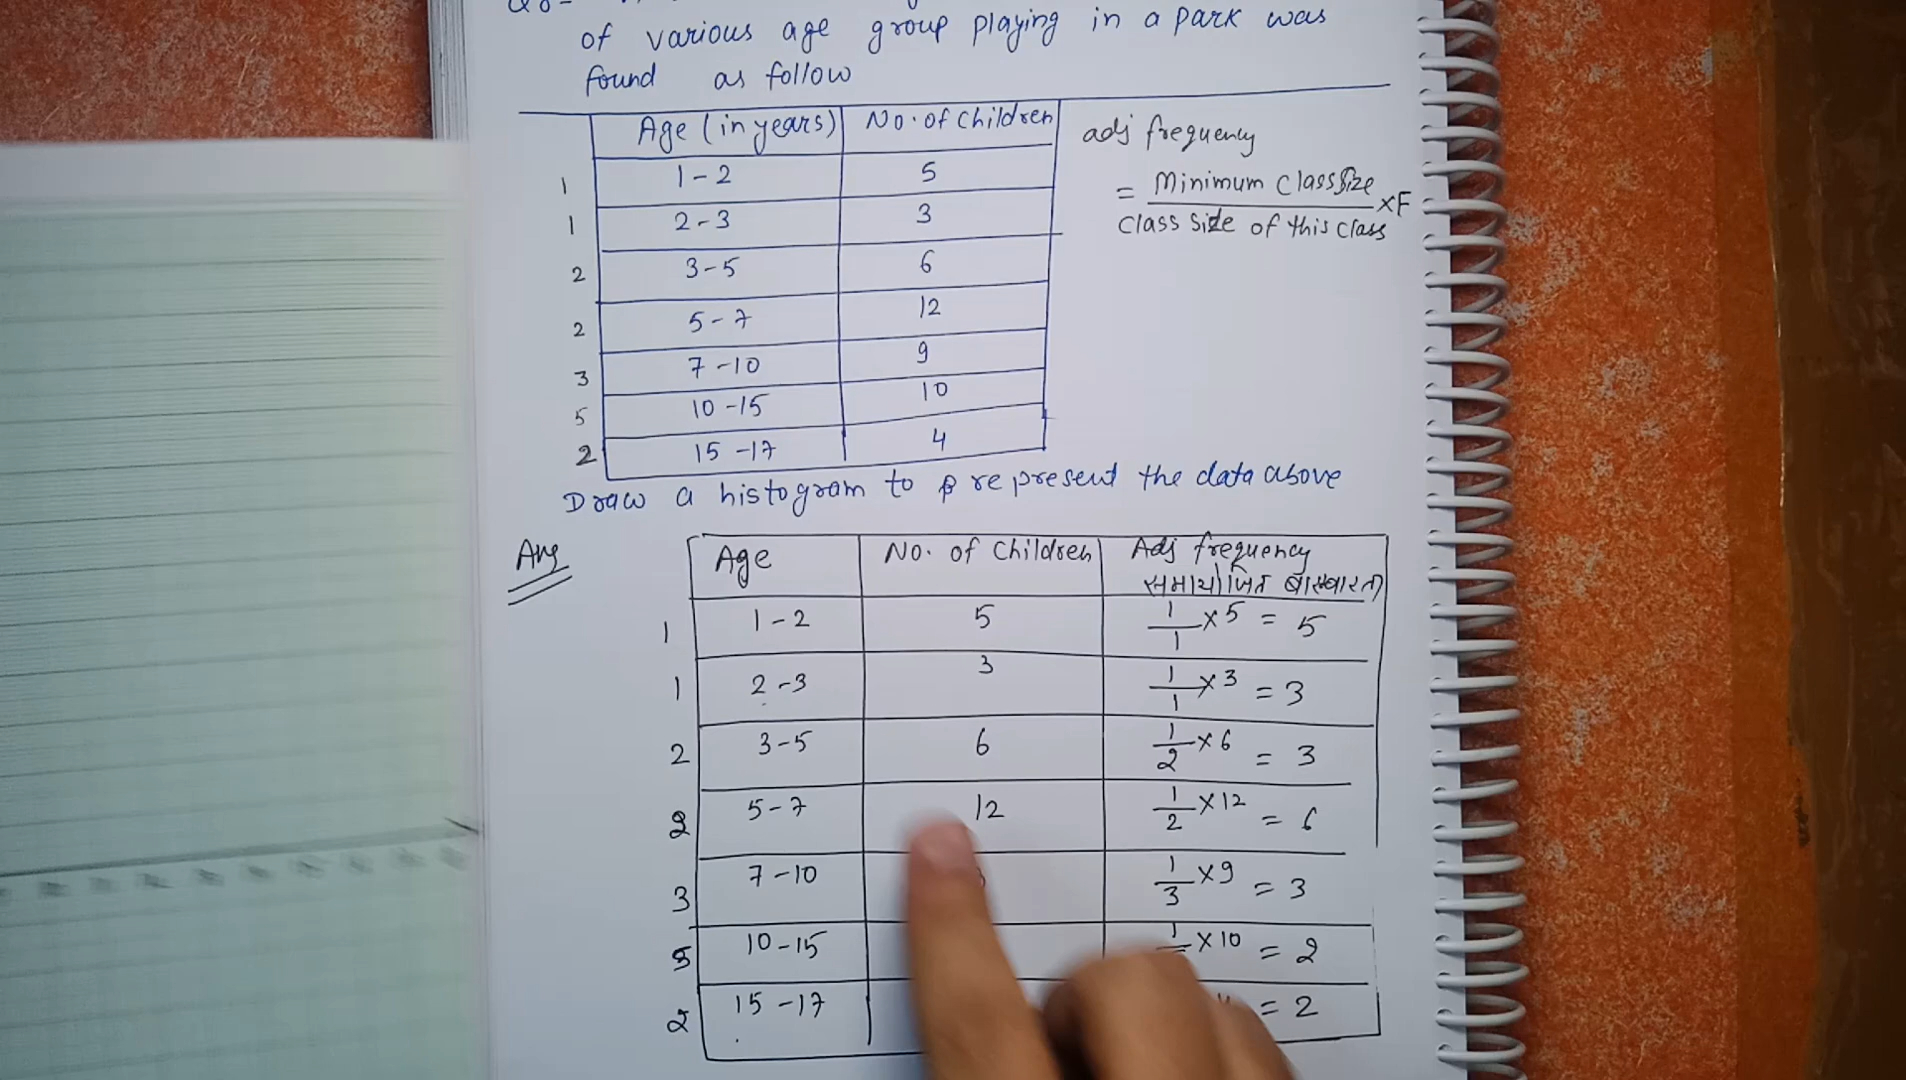 of various age group playing in a park was
found as follow
Age (in years) No. of children
1 1-2 5
1 2-3 3
2 3-5 6
2 5-7 12
3 7-10 9
5 10-15 10
2 15-17 4
adj frequency
= Minimum class size
class size of this class ×F
Draw a histogram to represent the data above
Ans
Age No. of children Adj frequency
समायोजित बारम्बारता
1 1-2 5 1/1 ×5 = 5
1 2-3 3 1/1 ×3 = 3
2 3-5 6 1/2 ×6 = 3
2 5-7 12 1/2 ×12 = 6
3 7-10 1/3 ×9 = 3
5 10-15 ×10 = 2
2 15-17 = 2